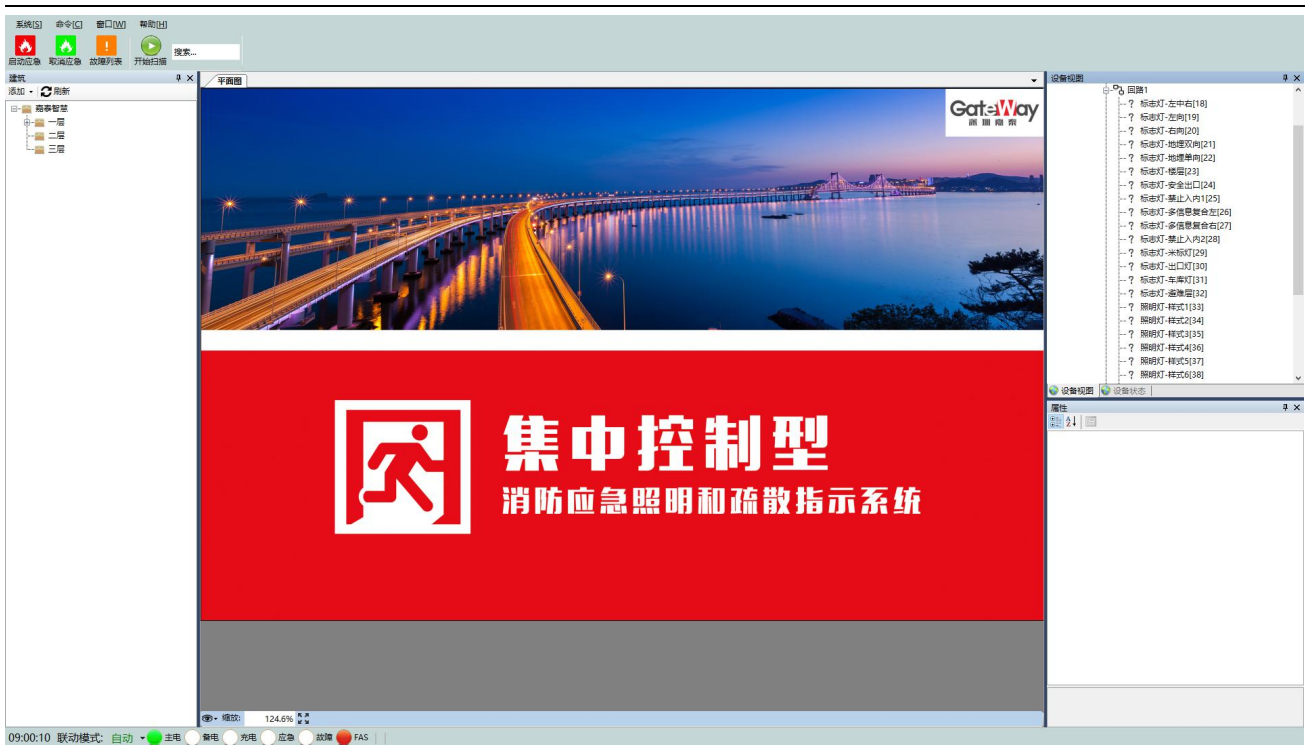 系统[S] 命令[C] 窗口[W] 帮助[H]
启动应急 取消应急 故障列表 开始扫描 搜索...
建筑
添加 刷新
嘉泰智慧
一层
二层
三层
平面图
GateWay
集中控制型
消防应急照明和疏散指示系统
缩放: 124.6%
设备视图
回路1
标志灯-左中右[18]
标志灯-左向[19]
标志灯-右向[20]
标志灯-地埋双向[21]
标志灯-地埋单向[22]
标志灯-楼层[23]
标志灯-安全出口[24]
标志灯-禁止入内1[25]
标志灯-多信息复合左[26]
标志灯-多信息复合右[27]
标志灯-禁止入内2[28]
标志灯-米标灯[29]
标志灯-出口灯[30]
标志灯-车库灯[31]
标志灯-避难层[32]
照明灯-样式1[33]
照明灯-样式2[34]
照明灯-样式3[35]
照明灯-样式4[36]
照明灯-样式5[37]
照明灯-样式6[38]
设备视图 设备状态
属性
09:00:10 联动模式: 自动 主电 备电 充电 应急 故障 FAS